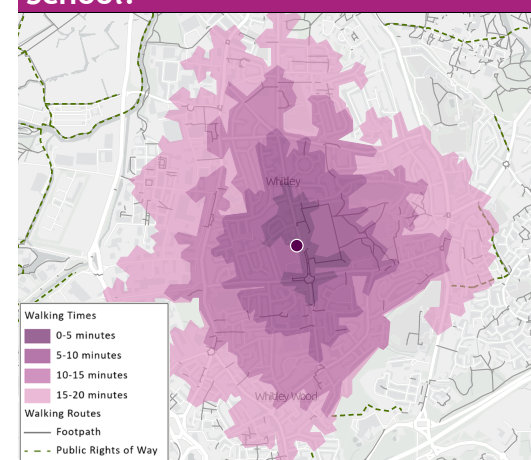 school?
Whitley
Whitley Wood
Walking Times
0-5 minutes
5-10 minutes
10-15 minutes
15-20 minutes
Walking Routes
Footpath
Public Rights of Way